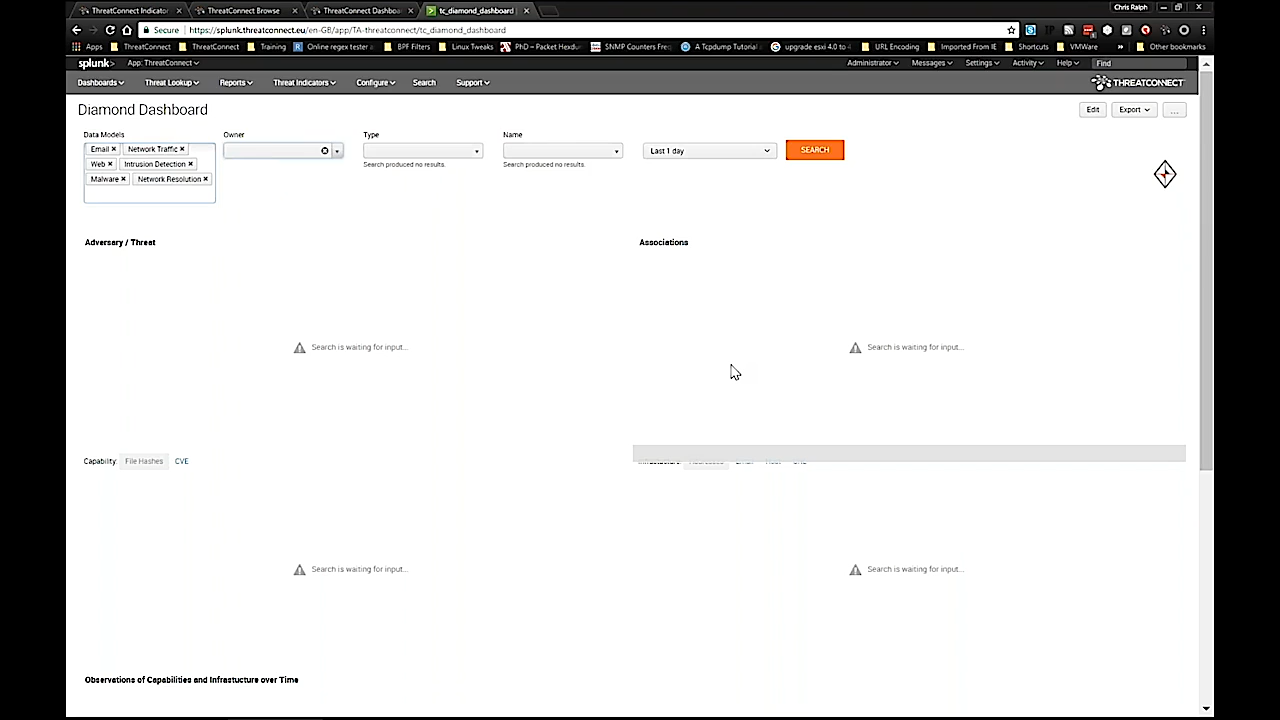 Chris Ralph
ThreatConnect Indicator
ThreatConnect Browse
ThreatConnect Dashboa
tc_diamond_dashboard
Secure
https://splunk.threatconnect.eu/en-GB/app/TA-threatconnect/tc_diamond_dashboard
Apps ThreatConnect ThreatConnect Training Online regex tester BPF Filters Linux Tweaks PhD – Packet Hexdu SNMP Counters Freq A Tcpdump Tutorial upgrade esxi 4.0 to URL Encoding Imported From IE Shortcuts VMWare » Other bookmarks
splunk> App: ThreatConnect Administrator Messages Settings Activity Help Find
Dashboards Threat Lookup Reports Threat Indicators Configure Search Support THREATCONNECT
Diamond Dashboard
Edit Export ...
Data Models Owner Type Name
Email Network Traffic
Last 1 day SEARCH
Web Intrusion Detection
Search produced no results. Search produced no results.
Malware Network Resolution
Adversary / Threat Associations
Search is waiting for input... Search is waiting for input...
Capability: File Hashes CVE
Search is waiting for input... Search is waiting for input...
Observations of Capabilities and Infrastucture over Time